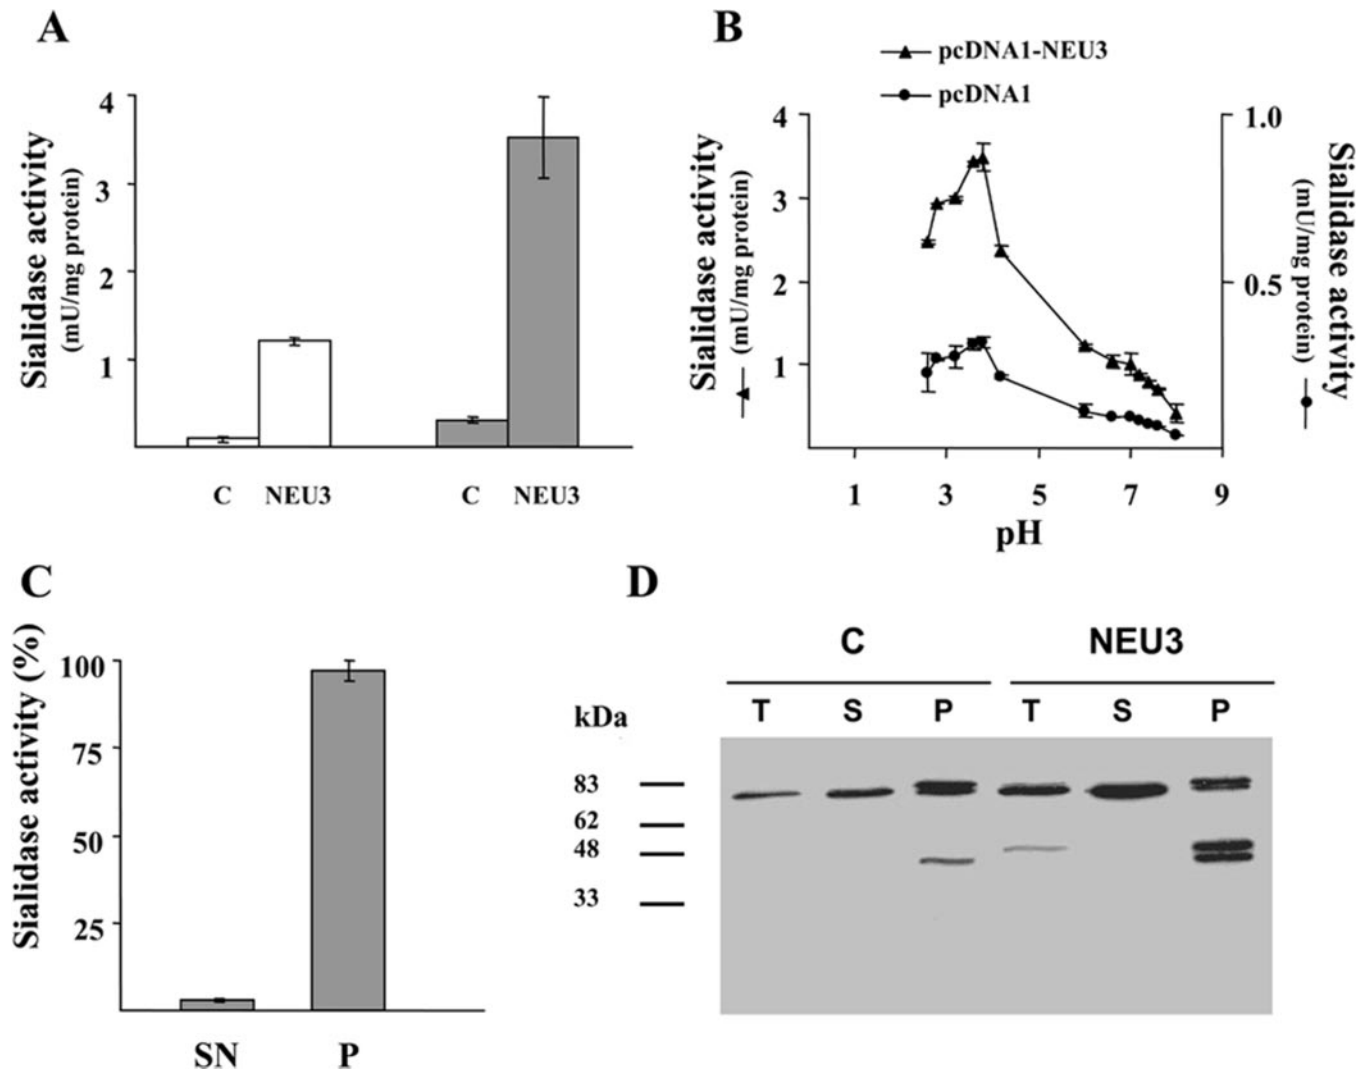 A
Sialidase activity
(mU/mg protein)
4
3
2
1
C NEU3 C NEU3
B
pcDNA1-NEU3
pcDNA1
Sialidase activity
(mU/mg protein)
4
3
2
1
1.0
0.5
Sialidase activity
(mU/mg protein)
1 3 5 7 9
pH
C
Sialidase activity (%)
100
75
50
25
SN P
D
C NEU3
T S P T S P
kDa
83
62
48
33